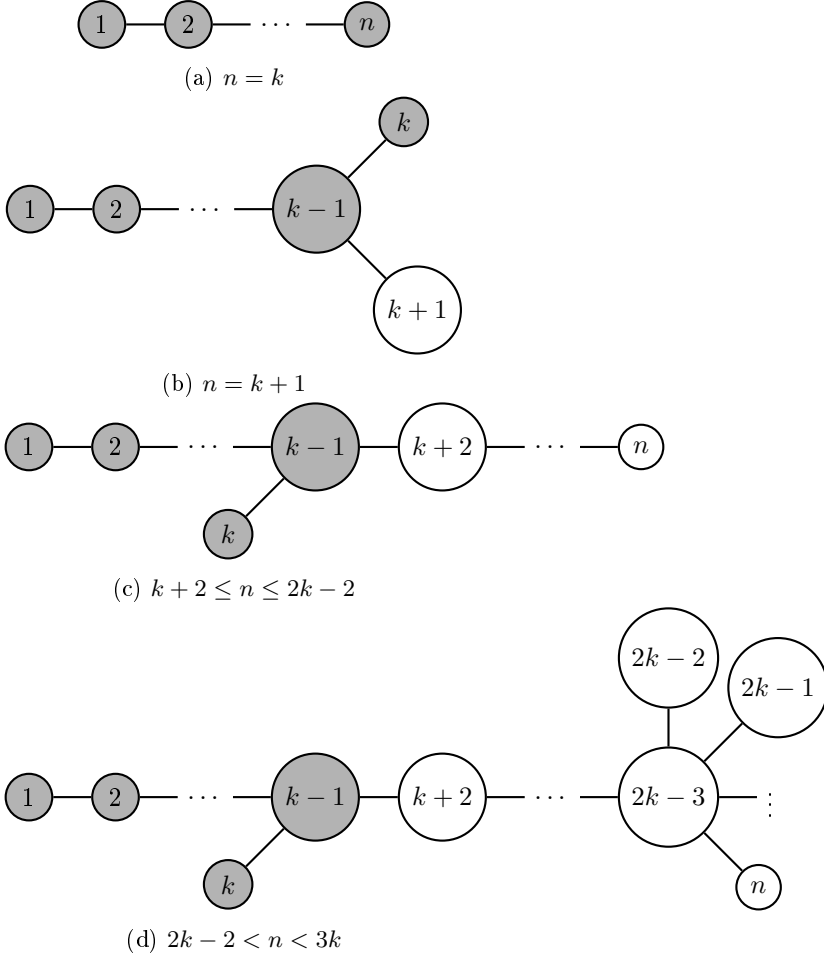 1 2 ··· n
(a) n = k
k
1 2 ··· k − 1
k + 1
(b) n = k + 1
1 2 ··· k − 1 k + 2 ··· n
k
(c) k + 2 ≤ n ≤ 2k − 2
2k − 2
2k − 1
1 2 ··· k − 1 k + 2 ··· 2k − 3 ⋮
k n
(d) 2k − 2 < n < 3k